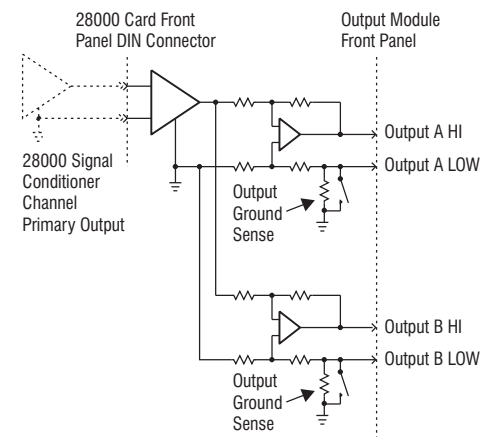 28000 Card Front
Panel DIN Connector
Output Module
Front Panel
Output A HI
Output A LOW
28000 Signal
Conditioner
Channel
Primary Output
Output
Ground
Sense
Output B HI
Output B LOW
Output
Ground
Sense